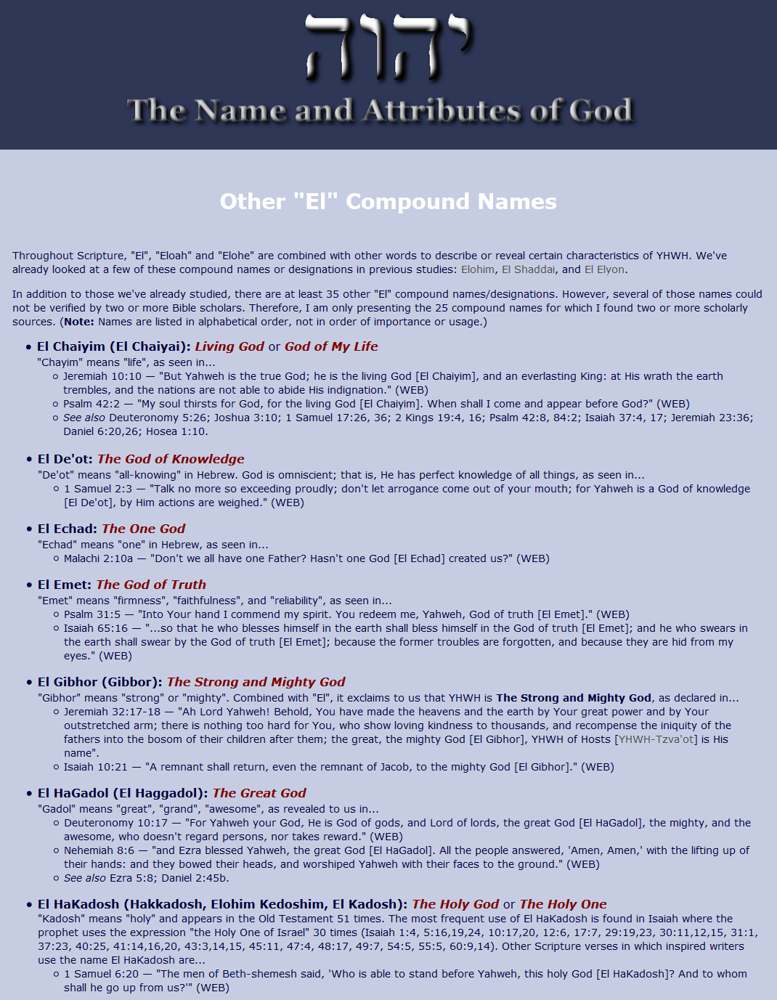 יהוה
The Name and Attributes of God
Other "El" Compound Names
Throughout Scripture, "El", "Eloah" and "Elohe" are combined with other words to describe or reveal certain characteristics of YHWH. We've
already looked at a few of these compound names or designations in previous studies: Elohim, El Shaddai, and El Elyon.
In addition to those we've already studied, there are at least 35 other "El" compound names/designations. However, several of those names could
not be verified by two or more Bible scholars. Therefore, I am only presenting the 25 compound names for which I found two or more scholarly
sources. (Note: Names are listed in alphabetical order, not in order of importance or usage.)
El Chaiyim (El Chaiyai): Living God or God of My Life
"Chayim" means "life", as seen in...
Jeremiah 10:10 — "But Yahweh is the true God; he is the living God [El Chaiyim], and an everlasting King: at His wrath the earth
trembles, and the nations are not able to abide His indignation." (WEB)
Psalm 42:2 — "My soul thirsts for God, for the living God [El Chaiyim]. When shall I come and appear before God?" (WEB)
See also Deuteronomy 5:26; Joshua 3:10; 1 Samuel 17:26, 36; 2 Kings 19:4, 16; Psalm 42:8, 84:2; Isaiah 37:4, 17; Jeremiah 23:36;
Daniel 6:20,26; Hosea 1:10.
El De'ot: The God of Knowledge
"De'ot" means "all-knowing" in Hebrew. God is omniscient; that is, He has perfect knowledge of all things, as seen in...
1 Samuel 2:3 — "Talk no more so exceeding proudly; don't let arrogance come out of your mouth; for Yahweh is a God of knowledge
[El De'ot], by Him actions are weighed." (WEB)
El Echad: The One God
"Echad" means "one" in Hebrew, as seen in...
Malachi 2:10a — "Don't we all have one Father? Hasn't one God [El Echad] created us?" (WEB)
El Emet: The God of Truth
"Emet" means "firmness", "faithfulness", and "reliability", as seen in...
Psalm 31:5 — "Into Your hand I commend my spirit. You redeem me, Yahweh, God of truth [El Emet]." (WEB)
Isaiah 65:16 — "...so that he who blesses himself in the earth shall bless himself in the God of truth [El Emet]; and he who swears in
the earth shall swear by the God of truth [El Emet]; because the former troubles are forgotten, and because they are hid from my
eyes." (WEB)
El Gibhor (Gibbor): The Strong and Mighty God
"Gibhor" means "strong" or "mighty". Combined with "El", it exclaims to us that YHWH is The Strong and Mighty God, as declared in...
Jeremiah 32:17-18 — "Ah Lord Yahweh! Behold, You have made the heavens and the earth by Your great power and by Your
outstretched arm; there is nothing too hard for You, who show loving kindness to thousands, and recompense the iniquity of the
fathers into the bosom of their children after them; the great, the mighty God [El Gibhor], YHWH of Hosts [YHWH-Tzva'ot] is His
name".
Isaiah 10:21 — "A remnant shall return, even the remnant of Jacob, to the mighty God [El Gibhor]." (WEB)
El HaGadol (El Haggadol): The Great God
"Gadol" means "great", "grand", "awesome", as revealed to us in...
Deuteronomy 10:17 — "For Yahweh your God, He is God of gods, and Lord of lords, the great God [El HaGadol], the mighty, and the
awesome, who doesn't regard persons, nor takes reward." (WEB)
Nehemiah 8:6 — "and Ezra blessed Yahweh, the great God [El HaGadol]. All the people answered, 'Amen, Amen,' with the lifting up of
their hands: and they bowed their heads, and worshiped Yahweh with their faces to the ground." (WEB)
See also Ezra 5:8; Daniel 2:45b.
El HaKadosh (Hakkadosh, Elohim Kedoshim, El Kadosh): The Holy God or The Holy One
"Kadosh" means "holy" and appears in the Old Testament 51 times. The most frequent use of El HaKadosh is found in Isaiah where the
prophet uses the expression "the Holy One of Israel" 30 times (Isaiah 1:4, 5:16,19,24, 10:17,20, 12:6, 17:7, 29:19,23, 30:11,12,15, 31:1,
37:23, 40:25, 41:14,16,20, 43:3,14,15, 45:11, 47:4, 48:17, 49:7, 54:5, 55:5, 60:9,14). Other Scripture verses in which inspired writers
use the name El HaKadosh are...
1 Samuel 6:20 — "The men of Beth-shemesh said, 'Who is able to stand before Yahweh, this holy God [El HaKadosh]? And to whom
shall he go up from us?'" (WEB)